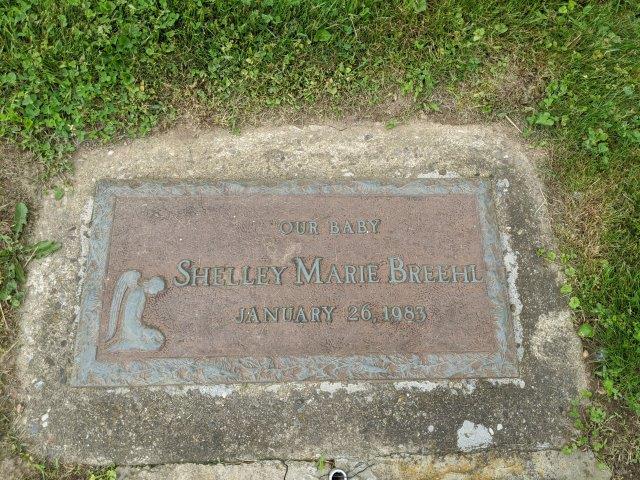 OUR BABY
SHELLEY MARIE BREEHL
JANUARY 26, 1983